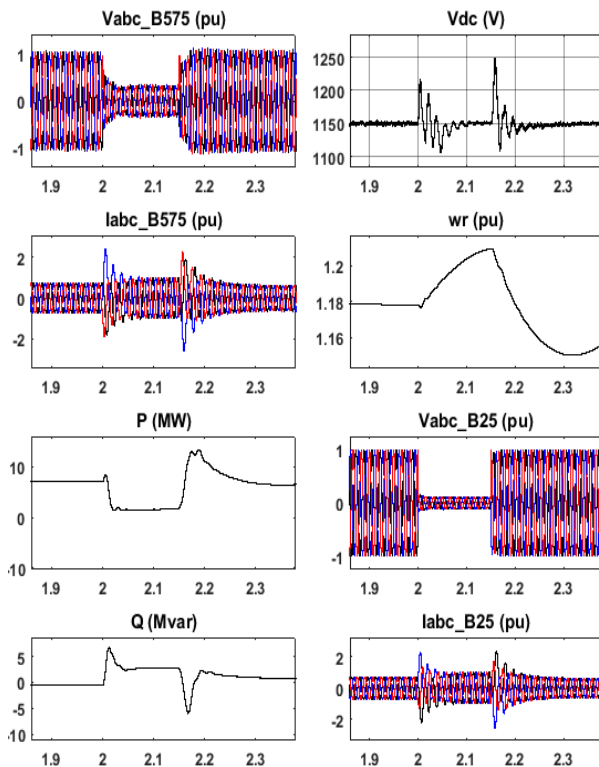 Vabc_B575 (pu)
1
0
-1
1.9 2 2.1 2.2 2.3
Vdc (V)
1250
1200
1150
1100
1.9 2 2.1 2.2 2.3
Iabc_B575 (pu)
2
0
-2
1.9 2 2.1 2.2 2.3
wr (pu)
1.2
1.18
1.16
1.9 2 2.1 2.2 2.3
P (MW)
10
0
-10
1.9 2 2.1 2.2 2.3
Vabc_B25 (pu)
1
0
-1
1.9 2 2.1 2.2 2.3
Q (Mvar)
5
0
-5
-10
1.9 2 2.1 2.2 2.3
Iabc_B25 (pu)
2
0
-2
1.9 2 2.1 2.2 2.3